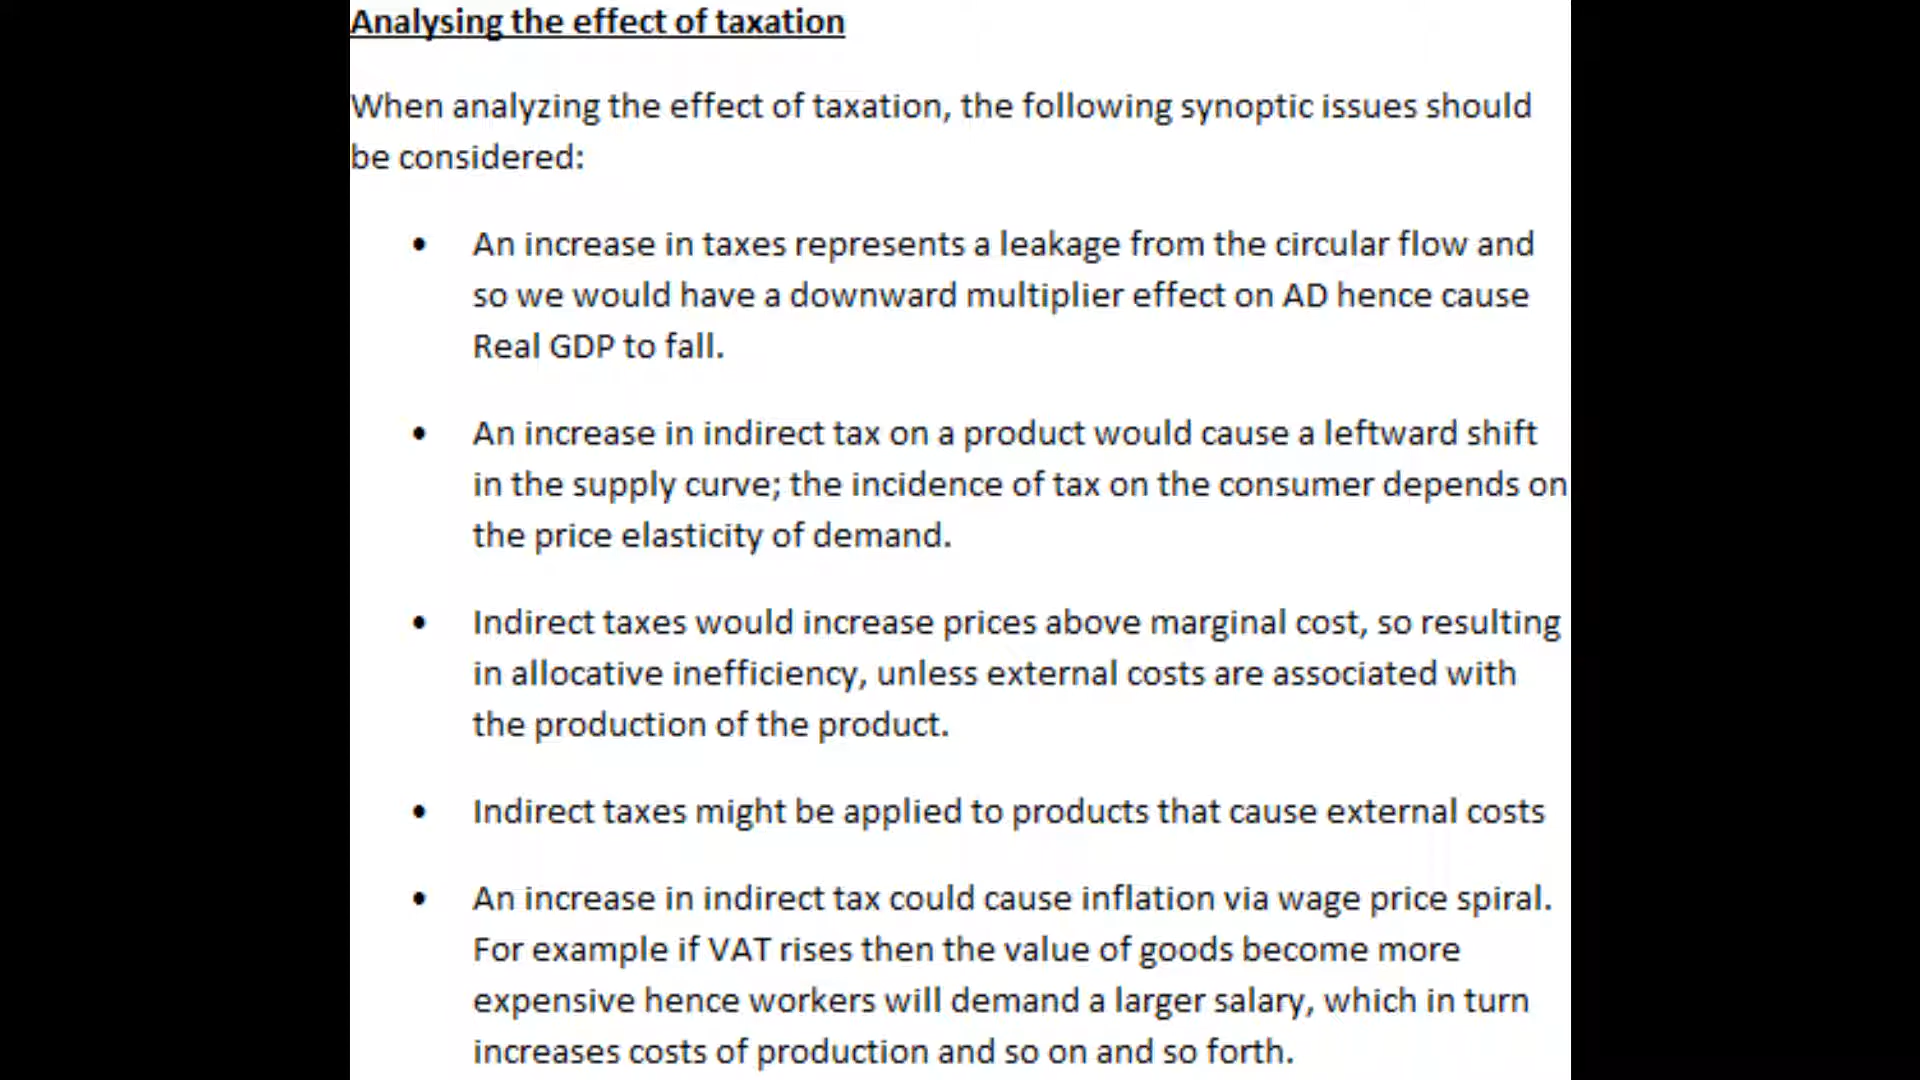 Analysing the effect of taxation
When analyzing the effect of taxation, the following synoptic issues should
be considered:
• An increase in taxes represents a leakage from the circular flow and
so we would have a downward multiplier effect on AD hence cause
Real GDP to fall.
• An increase in indirect tax on a product would cause a leftward shift
in the supply curve; the incidence of tax on the consumer depends on
the price elasticity of demand.
• Indirect taxes would increase prices above marginal cost, so resulting
in allocative inefficiency, unless external costs are associated with
the production of the product.
• Indirect taxes might be applied to products that cause external costs
• An increase in indirect tax could cause inflation via wage price spiral.
For example if VAT rises then the value of goods become more
expensive hence workers will demand a larger salary, which in turn
increases costs of production and so on and so forth.